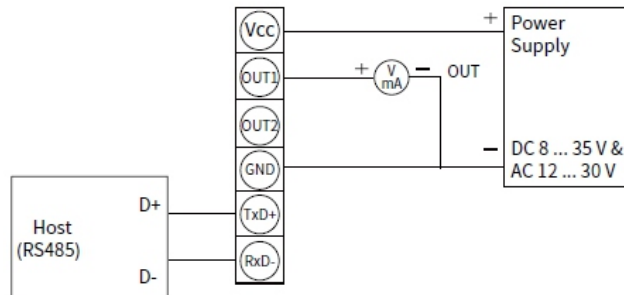 Vcc
+
Power
Supply
OUT1
+
V
mA
−
OUT
OUT2
GND
−
DC 8 ... 35 V &
AC 12 ... 30 V
D+
TxD+
Host
(RS485)
D-
RxD-